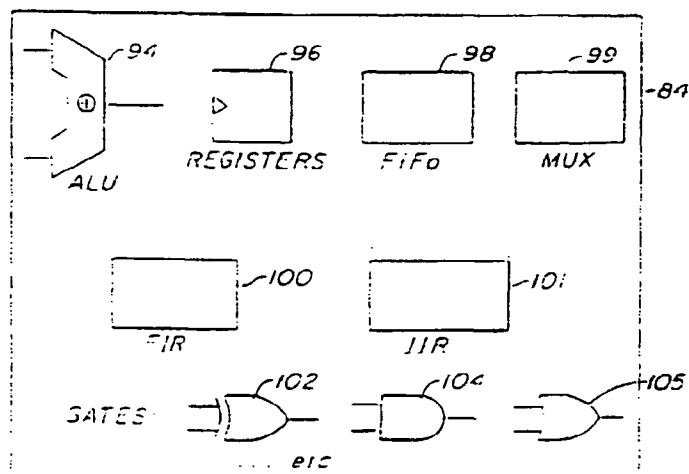 94 96 98 99
84
ALU REGISTERS FiFo MUX
100 101
FIR IIR
102 104 105
GATES
.... etc